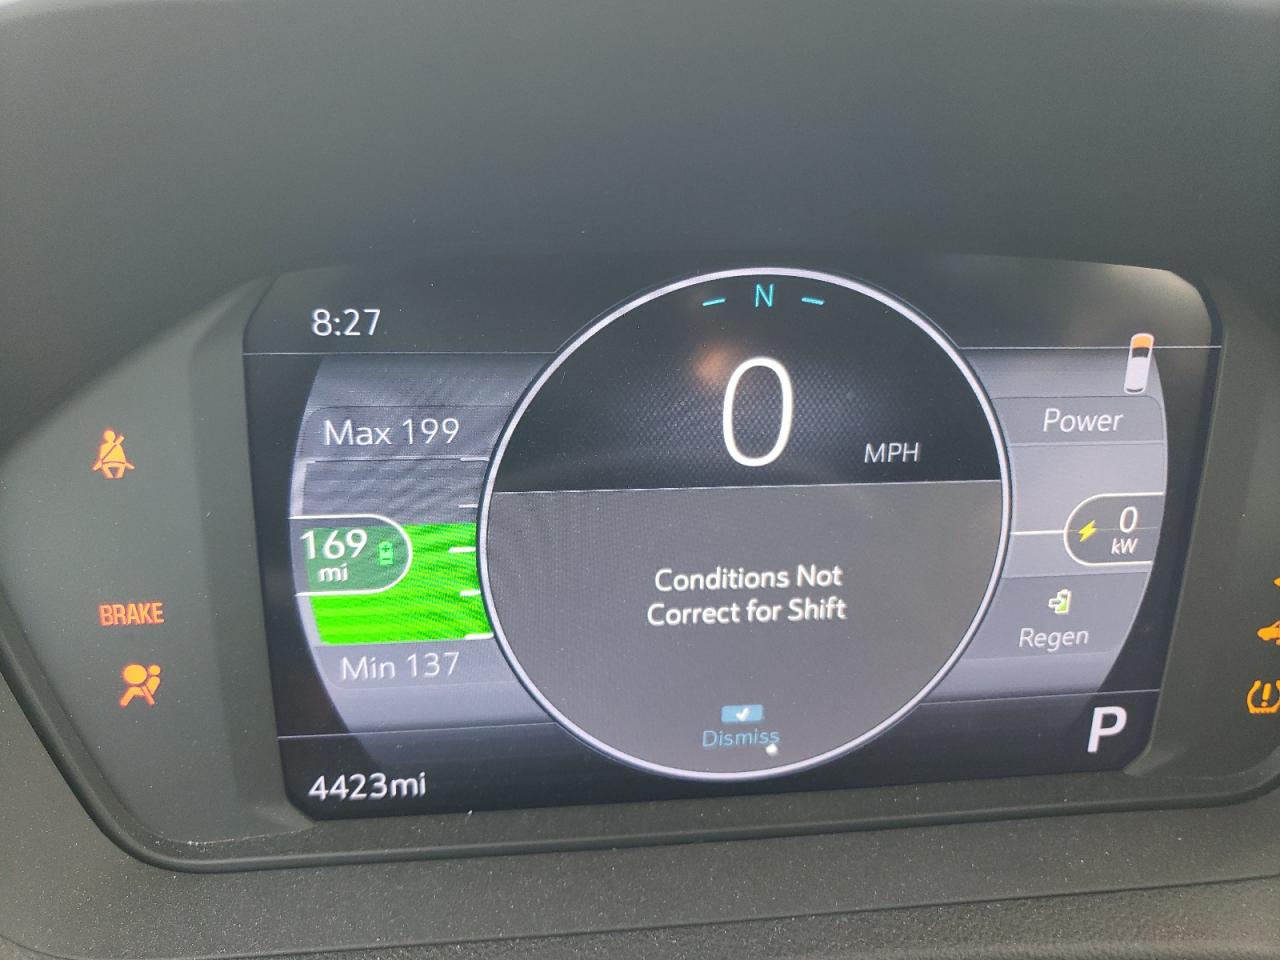 8:27
N
Max 199
0
MPH
Power
169
mi
0
kW
Conditions Not
Correct for Shift
BRAKE
Regen
Min 137
Dismiss
P
4423mi